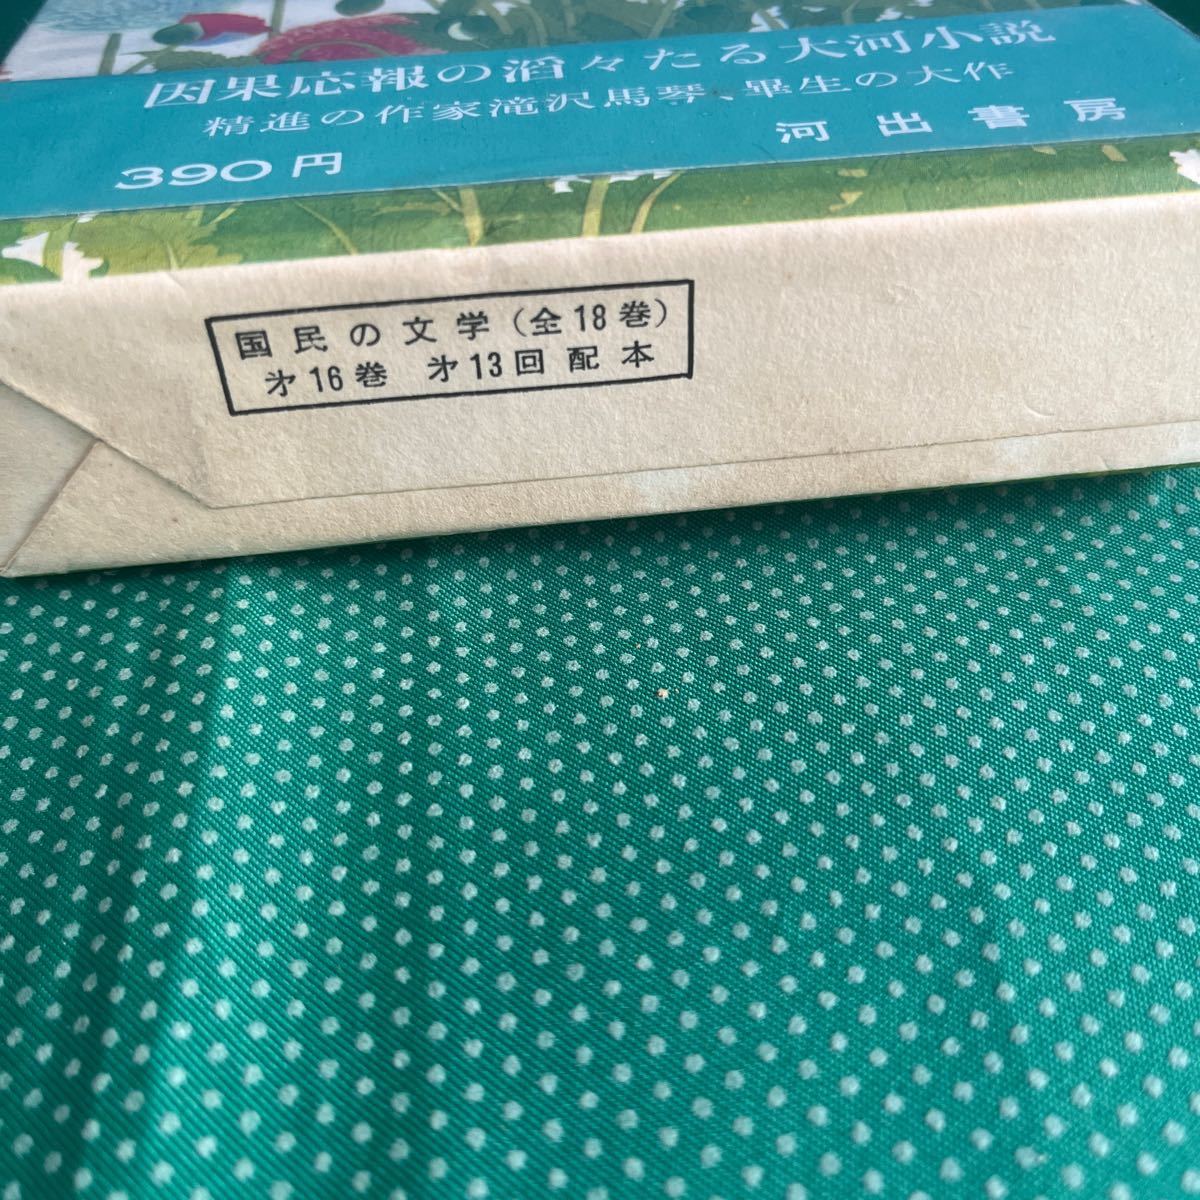 因果応報の滔々たる大河小説
精進の作家滝沢馬琴、畢生の大作
390円
河出書房
国民の文学(全18巻)
才16巻 才13回配本